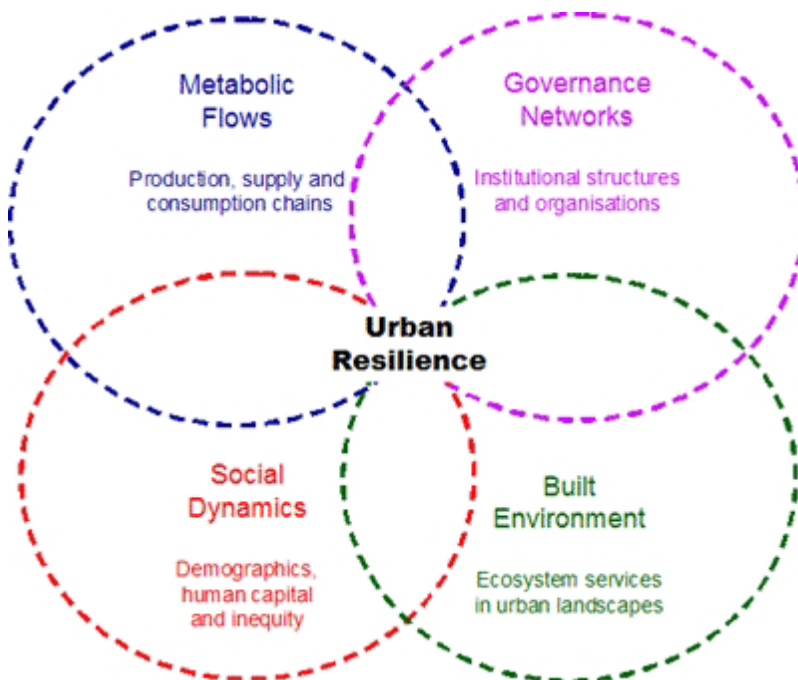 Metabolic
Flows
Production, supply and
consumption chains
Governance
Networks
Institutional structures
and organisations
Urban
Resilience
Social
Dynamics
Demographics,
human capital
and inequity
Built
Environment
Ecosystem services
in urban landscapes